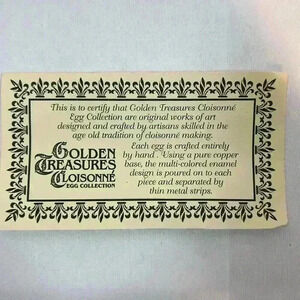 This is to certify that Golden Treasures Cloisonné
Egg Collection are original works of art
designed and crafted by artisans skilled in the
age old tradition of cloisonné making.
GOLDEN
TREASURES
CLOISONNÉ
EGG COLLECTION
Each egg is crafted entirely
by hand. Using a pure copper
base, the multi-colored enamel
design is poured on to each
piece and separated by
thin metal strips.